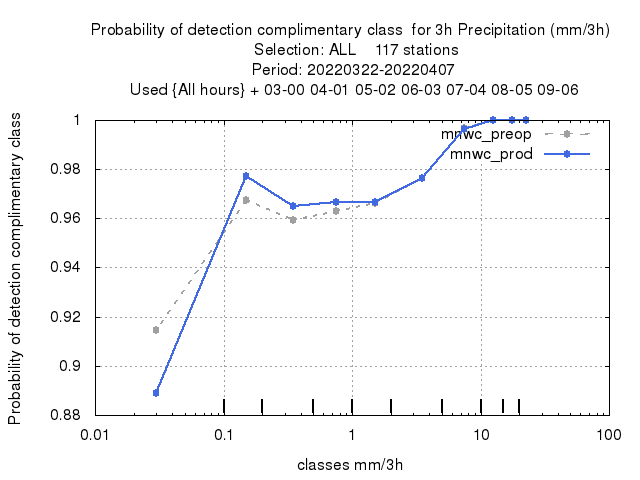 Probability of detection complimentary class  for 3h Precipitation (mm/3h)
Selection: ALL    117 stations
Period: 20220322-20220407
Used {All hours} + 03-00 04-01 05-02 06-03 07-04 08-05 09-06
Probability of detection complimentary class
1
0.98
0.96
0.94
0.92
0.9
0.88
mnwc_preop
mnwc_prod
0.01 0.1 1 10 100
classes mm/3h